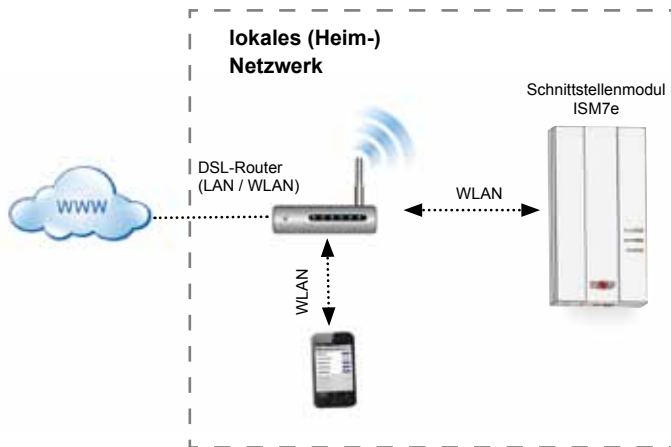 lokales (Heim-)
Netzwerk
Schnittstellenmodul
ISM7e
DSL-Router
(LAN / WLAN)
WWW
WLAN
WLAN